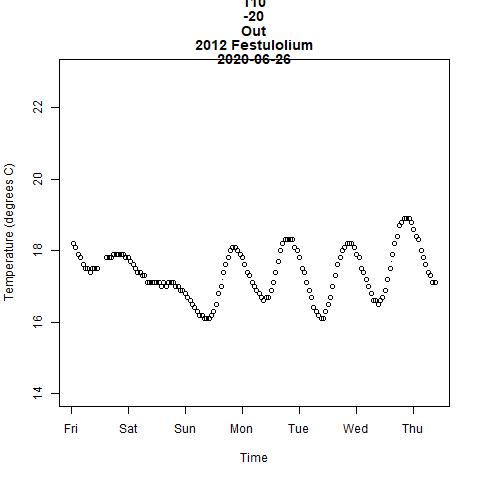 110
-20
Out
2012 Festulolium
2020-06-26
Temperature (degrees C)
22
20
18
16
14
Fri Sat Sun Mon Tue Wed Thu
Time